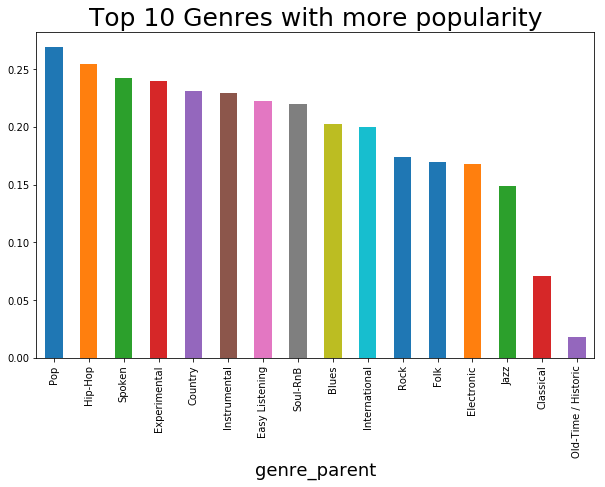 Top 10 Genres with more popularity
0.25
0.20
0.15
0.10
0.05
0.00
Pop
Hip-Hop
Spoken
Experimental
Country
Instrumental
Easy Listening
Soul-RnB
Blues
International
Rock
Folk
Electronic
Jazz
Classical
Old-Time / Historic
genre_parent